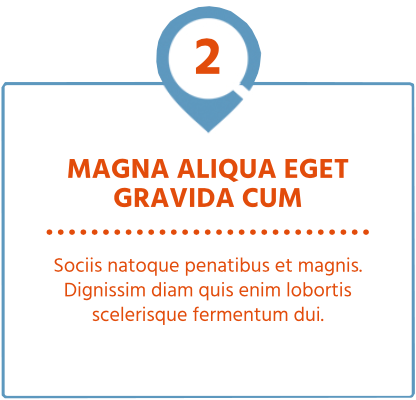 2
MAGNA ALIQUA EGET
GRAVIDA CUM
Sociis natoque penatibus et magnis.
Dignissim diam quis enim lobortis
scelerisque fermentum dui.